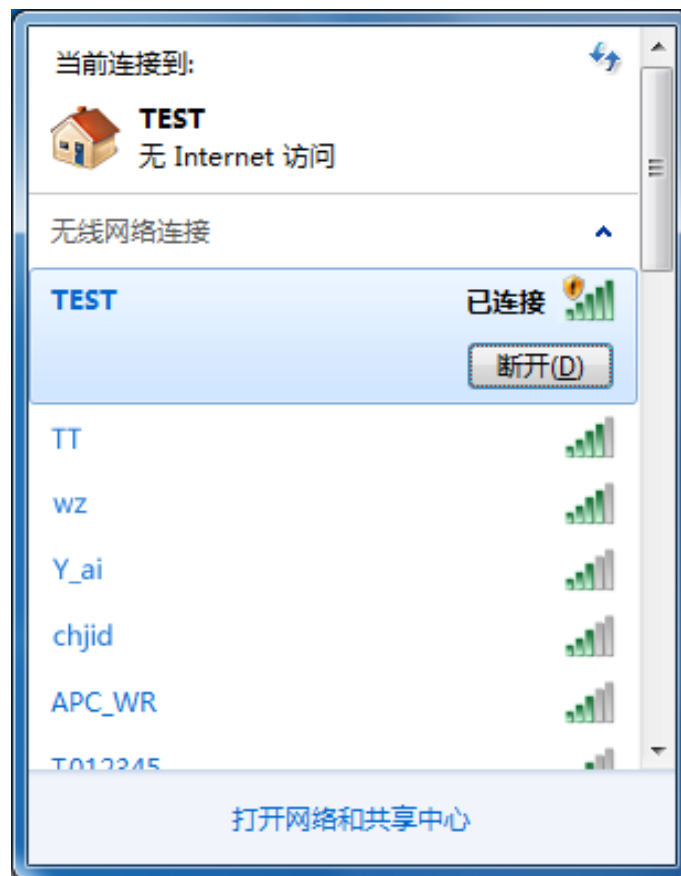 当前连接到:
TEST
无 Internet 访问
无线网络连接
TEST 已连接
断开(D)
TT
wz
Y_ai
chjid
APC_WR
T012345
打开网络和共享中心